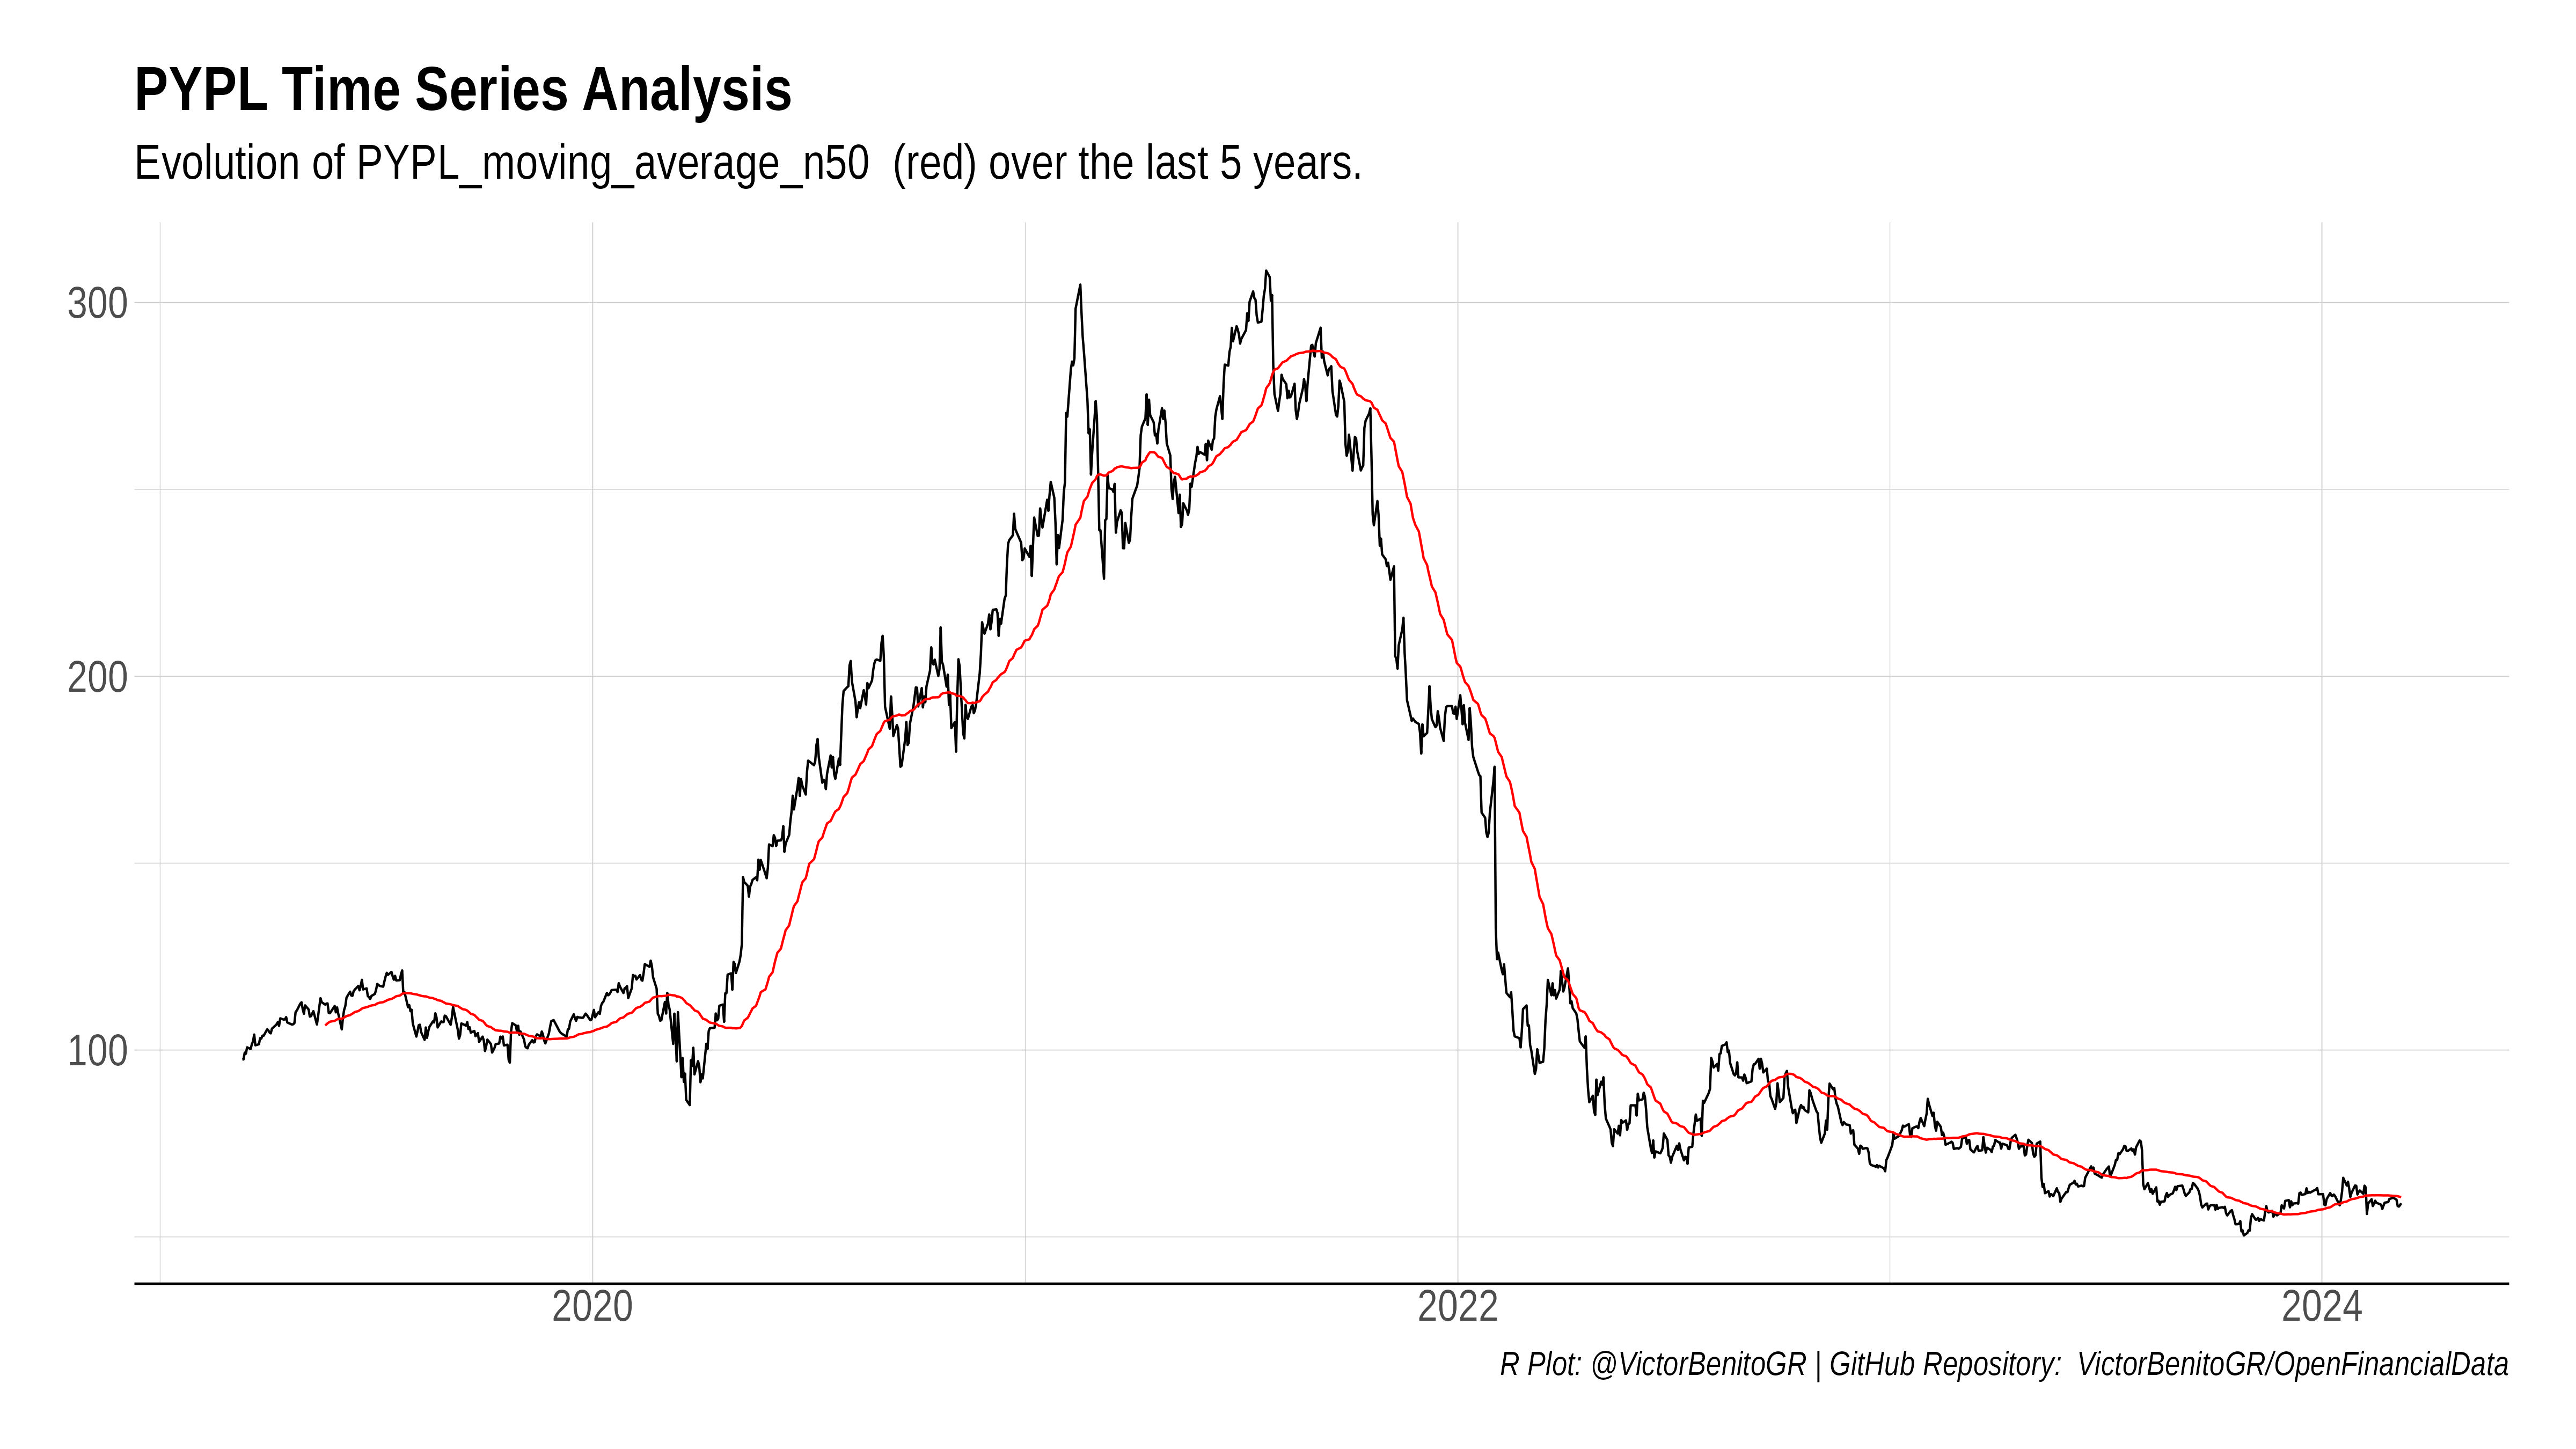 PYPL Time Series Analysis
Evolution of PYPL_moving_average_n50  (red) over the last 5 years.
300
200
100
2020
2022
2024
R Plot: @VictorBenitoGR | GitHub Repository:  VictorBenitoGR/OpenFinancialData